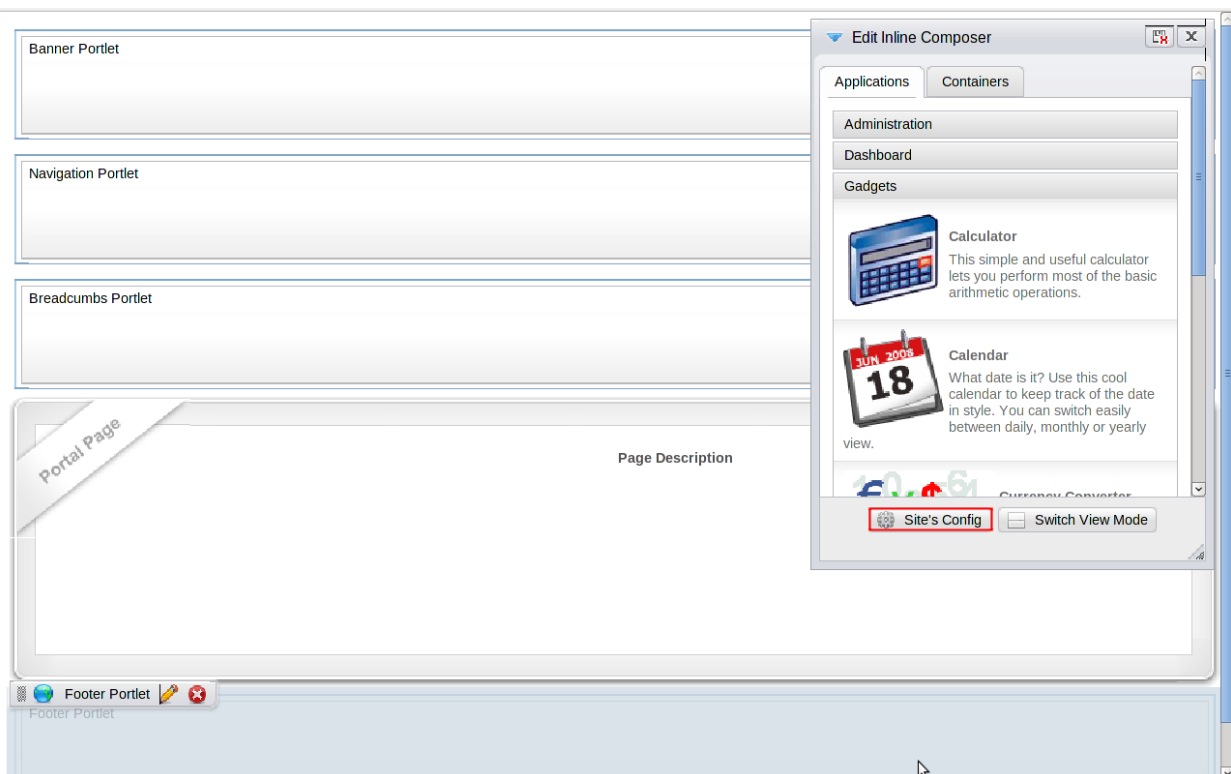 Banner Portlet
Navigation Portlet
Breadcumbs Portlet
Portal Page
Page Description
Footer Portlet
Footer Portlet
Edit Inline Composer
Applications
Containers
Administration
Dashboard
Gadgets
Calculator
This simple and useful calculator
lets you perform most of the basic
arithmetic operations.
JUN 2008
18
Calendar
What date is it? Use this cool
calendar to keep track of the date
in style. You can switch easily
between daily, monthly or yearly
view.
Currency Converter
Site's Config
Switch View Mode